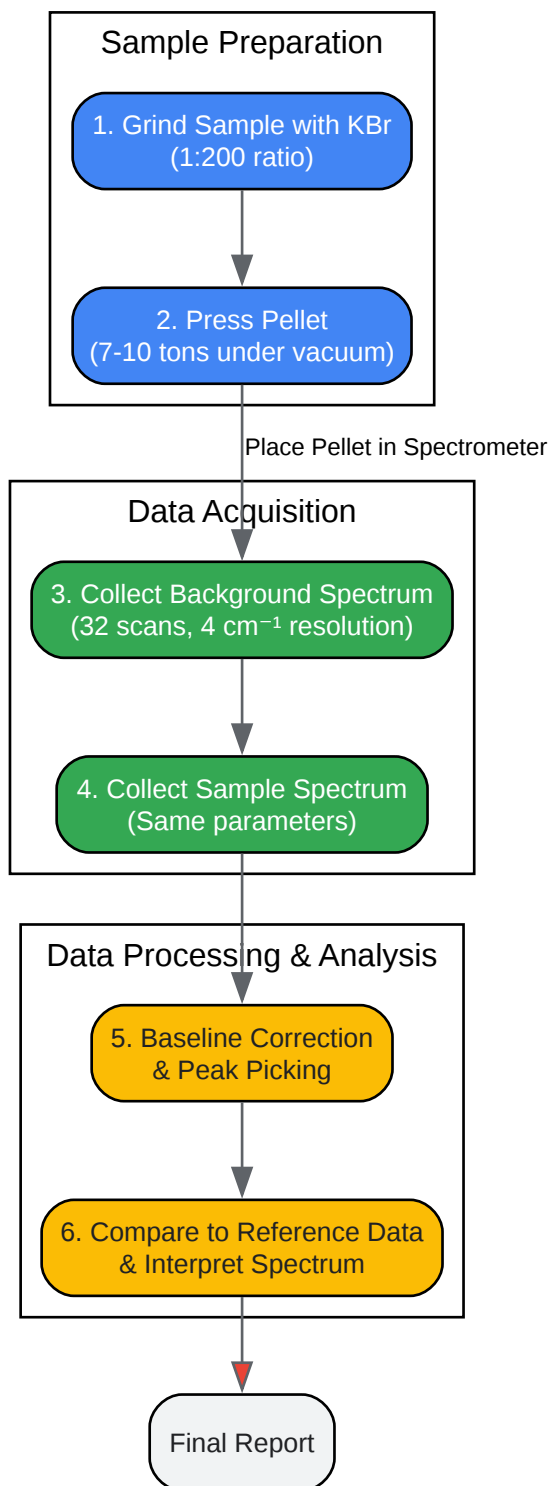 Sample Preparation
1. Grind Sample with KBr
(1:200 ratio)
2. Press Pellet
(7-10 tons under vacuum)
Place Pellet in Spectrometer
Data Acquisition
3. Collect Background Spectrum
(32 scans, 4 cm⁻¹ resolution)
4. Collect Sample Spectrum
(Same parameters)
Data Processing & Analysis
5. Baseline Correction
& Peak Picking
6. Compare to Reference Data
& Interpret Spectrum
Final Report